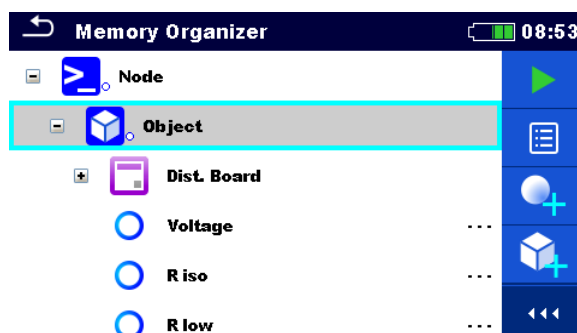 Memory Organizer 08:53
Node
Object
Dist. Board
Voltage ...
R iso ...
R low ...